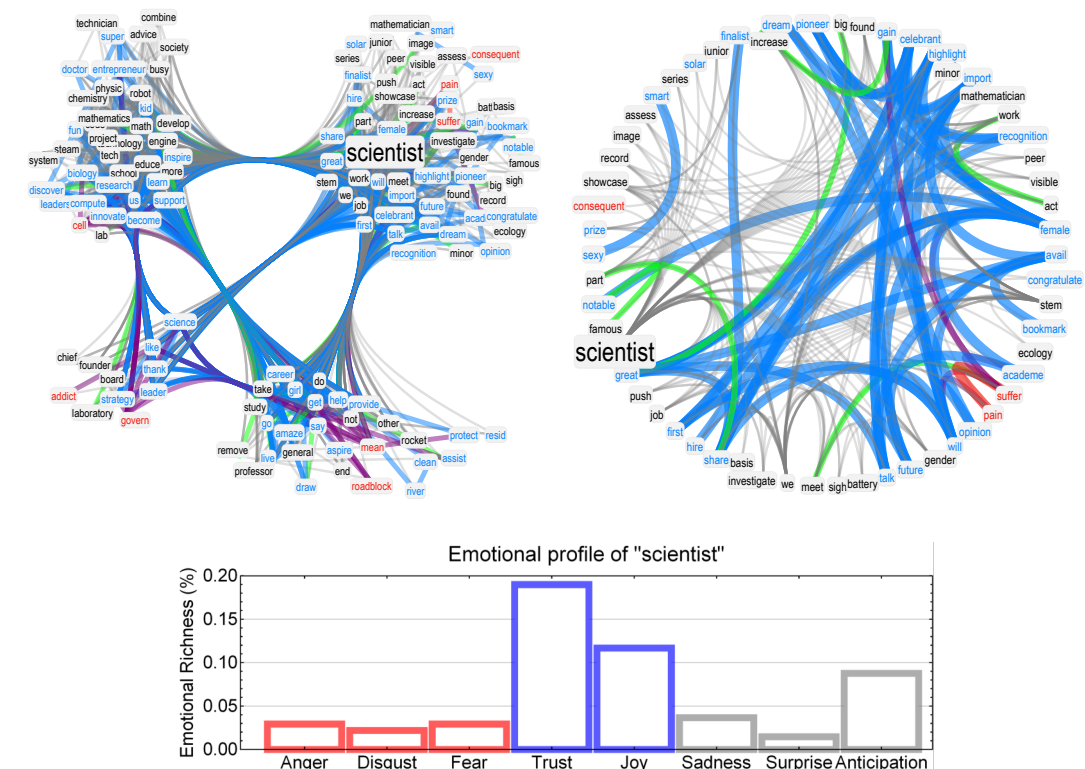 technician
combine
super
advice
society
doctor
entrepreneur
busy
physic
robot
chemistry
kid
mathematics
math
develop
fun
project
engine
steam
tech
system
educe
inspire
biology
school
more
discover
research
learn
leaders
compute
us
support
innovate
become
cell
lab
mathematician
smart
solar
junior
image
series
peer
visible
assess
consequent
finalist
push
act
pain
sexy
hire
showcase
prize
basis
part
increase
suffer
gain
bookmark
share
female
investigate
notable
great
scientist
gender
famous
stem
work
will
meet
highlight
pioneer
sigh
we
import
found
big
job
future
record
celebrant
congratulate
first
avail
ecology
talk
dream
recognition
minor
opinion
science
like
chief
founder
thank
board
addict
strategy
leader
laboratory
govern
career
do
take
girl
get
help
provide
study
not
go
say
other
amaze
mean
rocket
protect
resid
remove
general
aspire
live
clean
assist
professor
end
draw
roadblock
river
dream
pioneer
big
found
gain
finalist
increase
celebrant
junior
highlight
solar
minor
series
import
smart
mathematician
assess
work
image
recognition
record
peer
showcase
visible
consequent
act
prize
female
sexy
avail
part
congratulate
notable
stem
famous
bookmark
scientist
ecology
great
academe
push
suffer
job
pain
first
opinion
hire
will
share
gender
basis
future
investigate
talk
we
meet
sigh
battery
Emotional profile of "scientist"
Emotional Richness (%)
0.20
0.15
0.10
0.05
0.00
Anger Disgust Fear Trust Joy Sadness Surprise Anticipation